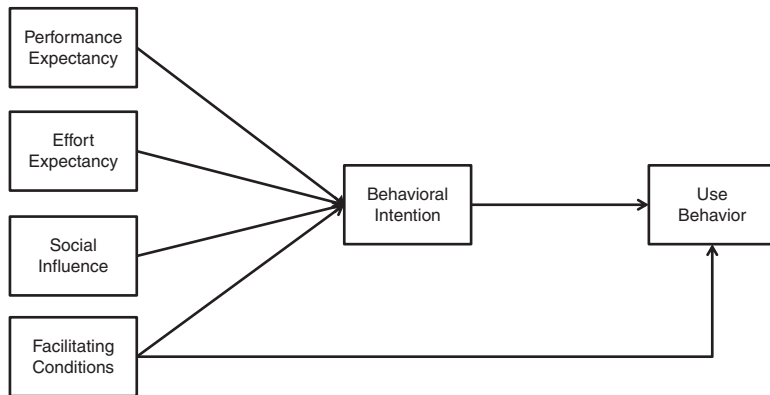 Performance
Expectancy
Effort
Expectancy
Social
Influence
Facilitating
Conditions
Behavioral
Intention
Use
Behavior